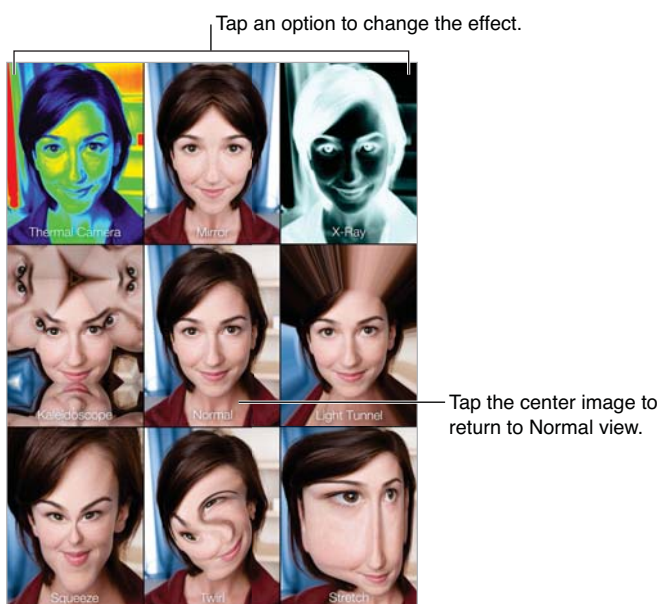 Tap an option to change the effect.
Thermal Camera
Mirror
X-Ray
Kaleidoscope
Normal
Light Tunnel
Tap the center image to
return to Normal view.
Squeeze
Twirl
Stretch